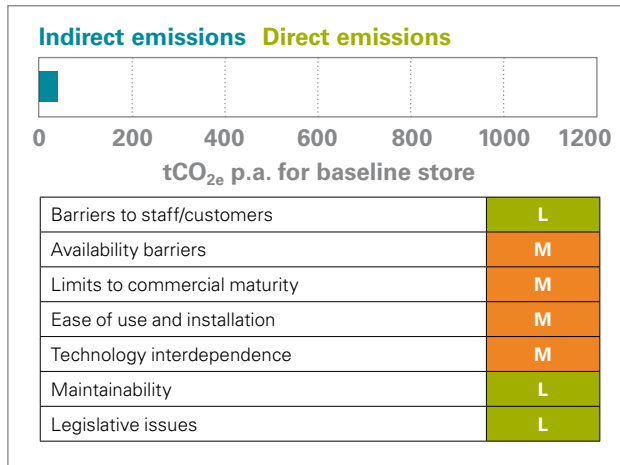 Indirect emissions Direct emissions
0 200 400 600 800 1000 1200
tCO2e p.a. for baseline store
Barriers to staff/customers L
Availability barriers M
Limits to commercial maturity M
Ease of use and installation M
Technology interdependence M
Maintainability L
Legislative issues L